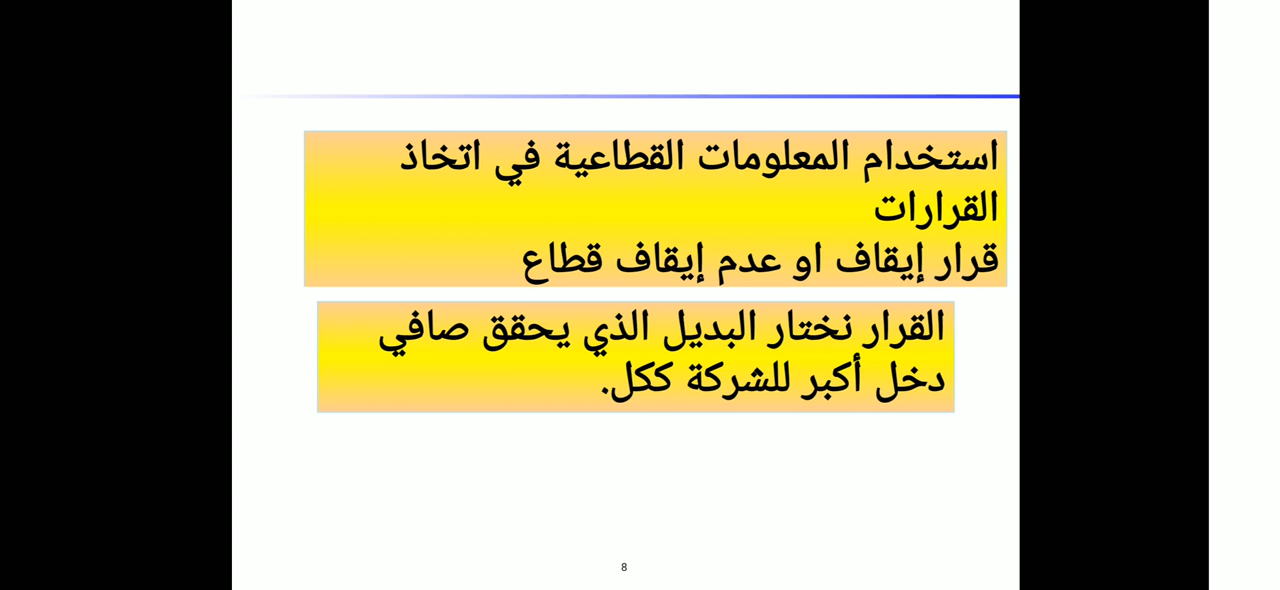 استخدام المعلومات القطاعية في اتخاذ
القرارات
قرار إيقاف او عدم إيقاف قطاع
القرار نختار البديل الذي يحقق صافي
دخل أكبر للشركة ككل.
8